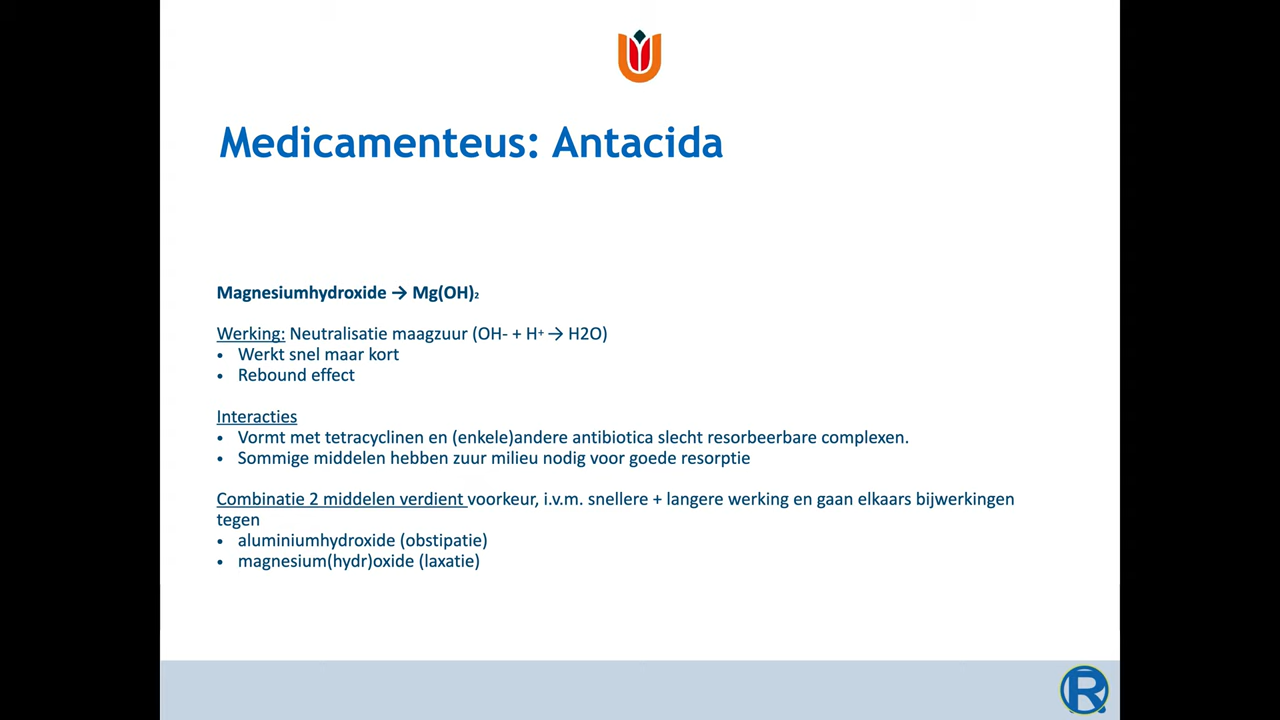 Medicamenteus: Antacida
Magnesiumhydroxide → Mg(OH)₂
Werking: Neutralisatie maagzuur (OH- + H⁺ → H2O)
• Werkt snel maar kort
• Rebound effect
Interacties
• Vormt met tetracyclinen en (enkele)andere antibiotica slecht resorbeerbare complexen.
• Sommige middelen hebben zuur milieu nodig voor goede resorptie
Combinatie 2 middelen verdient voorkeur, i.v.m. snellere + langere werking en gaan elkaars bijwerkingen
tegen
• aluminiumhydroxide (obstipatie)
• magnesium(hydr)oxide (laxatie)
R